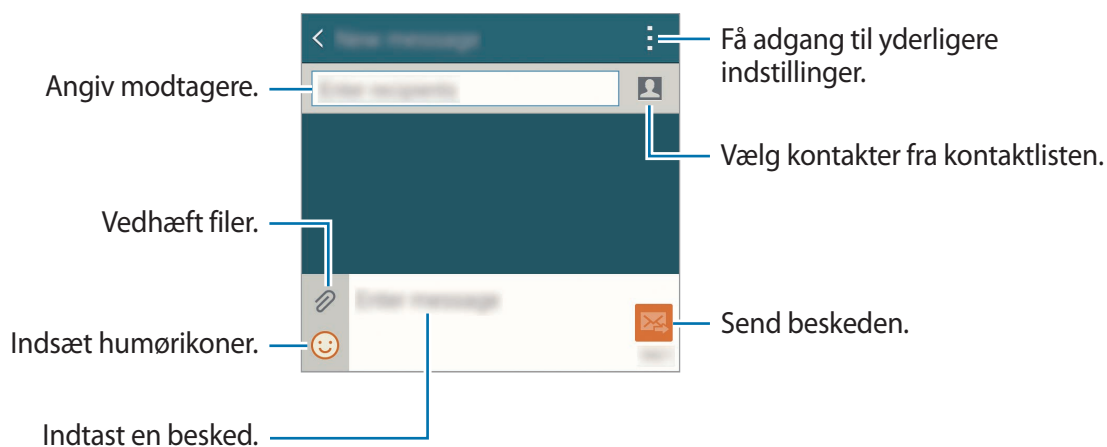 Få adgang til yderligere
indstillinger.
Angiv modtagere.
Vælg kontakter fra kontaktlisten.
Vedhæft filer.
Send beskeden.
Indsæt humørikoner.
Indtast en besked.